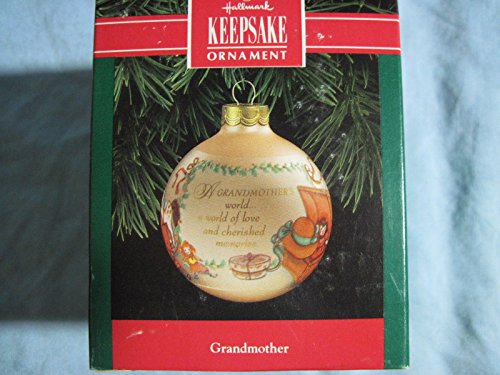 Hallmark
KEEPSAKE
ORNAMENT
A GRANDMOTHER'S
world...
a world of love
and cherished
memories.
Grandmother